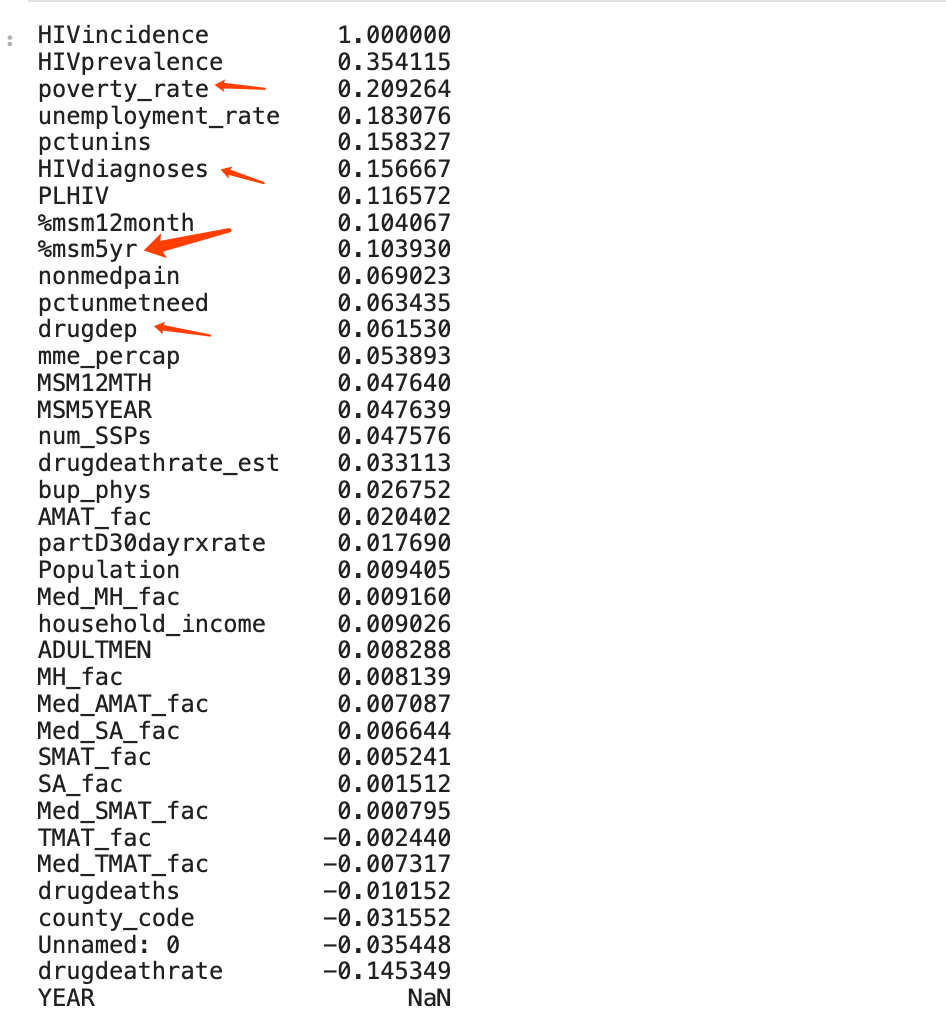 HIVincidence 1.000000
HIVprevalence 0.354115
poverty_rate 0.209264
unemployment_rate 0.183076
pctunins 0.158327
HIVdiagnoses 0.156667
PLHIV 0.116572
%msm12month 0.104067
%msm5yr 0.103930
nonmedpain 0.069023
pctunmetneed 0.063435
drugdep 0.061530
mme_percap 0.053893
MSM12MTH 0.047640
MSM5YEAR 0.047639
num_SSPs 0.047576
drugdeathrate_est 0.033113
bup_phys 0.026752
AMAT_fac 0.020402
partD30dayrxrate 0.017690
Population 0.009405
Med_MH_fac 0.009160
household_income 0.009026
ADULTMEN 0.008288
MH_fac 0.008139
Med_AMAT_fac 0.007087
Med_SA_fac 0.006644
SMAT_fac 0.005241
SA_fac 0.001512
Med_SMAT_fac 0.000795
TMAT_fac -0.002440
Med_TMAT_fac -0.007317
drugdeaths -0.010152
county_code -0.031552
Unnamed: 0 -0.035448
drugdeathrate -0.145349
YEAR NaN